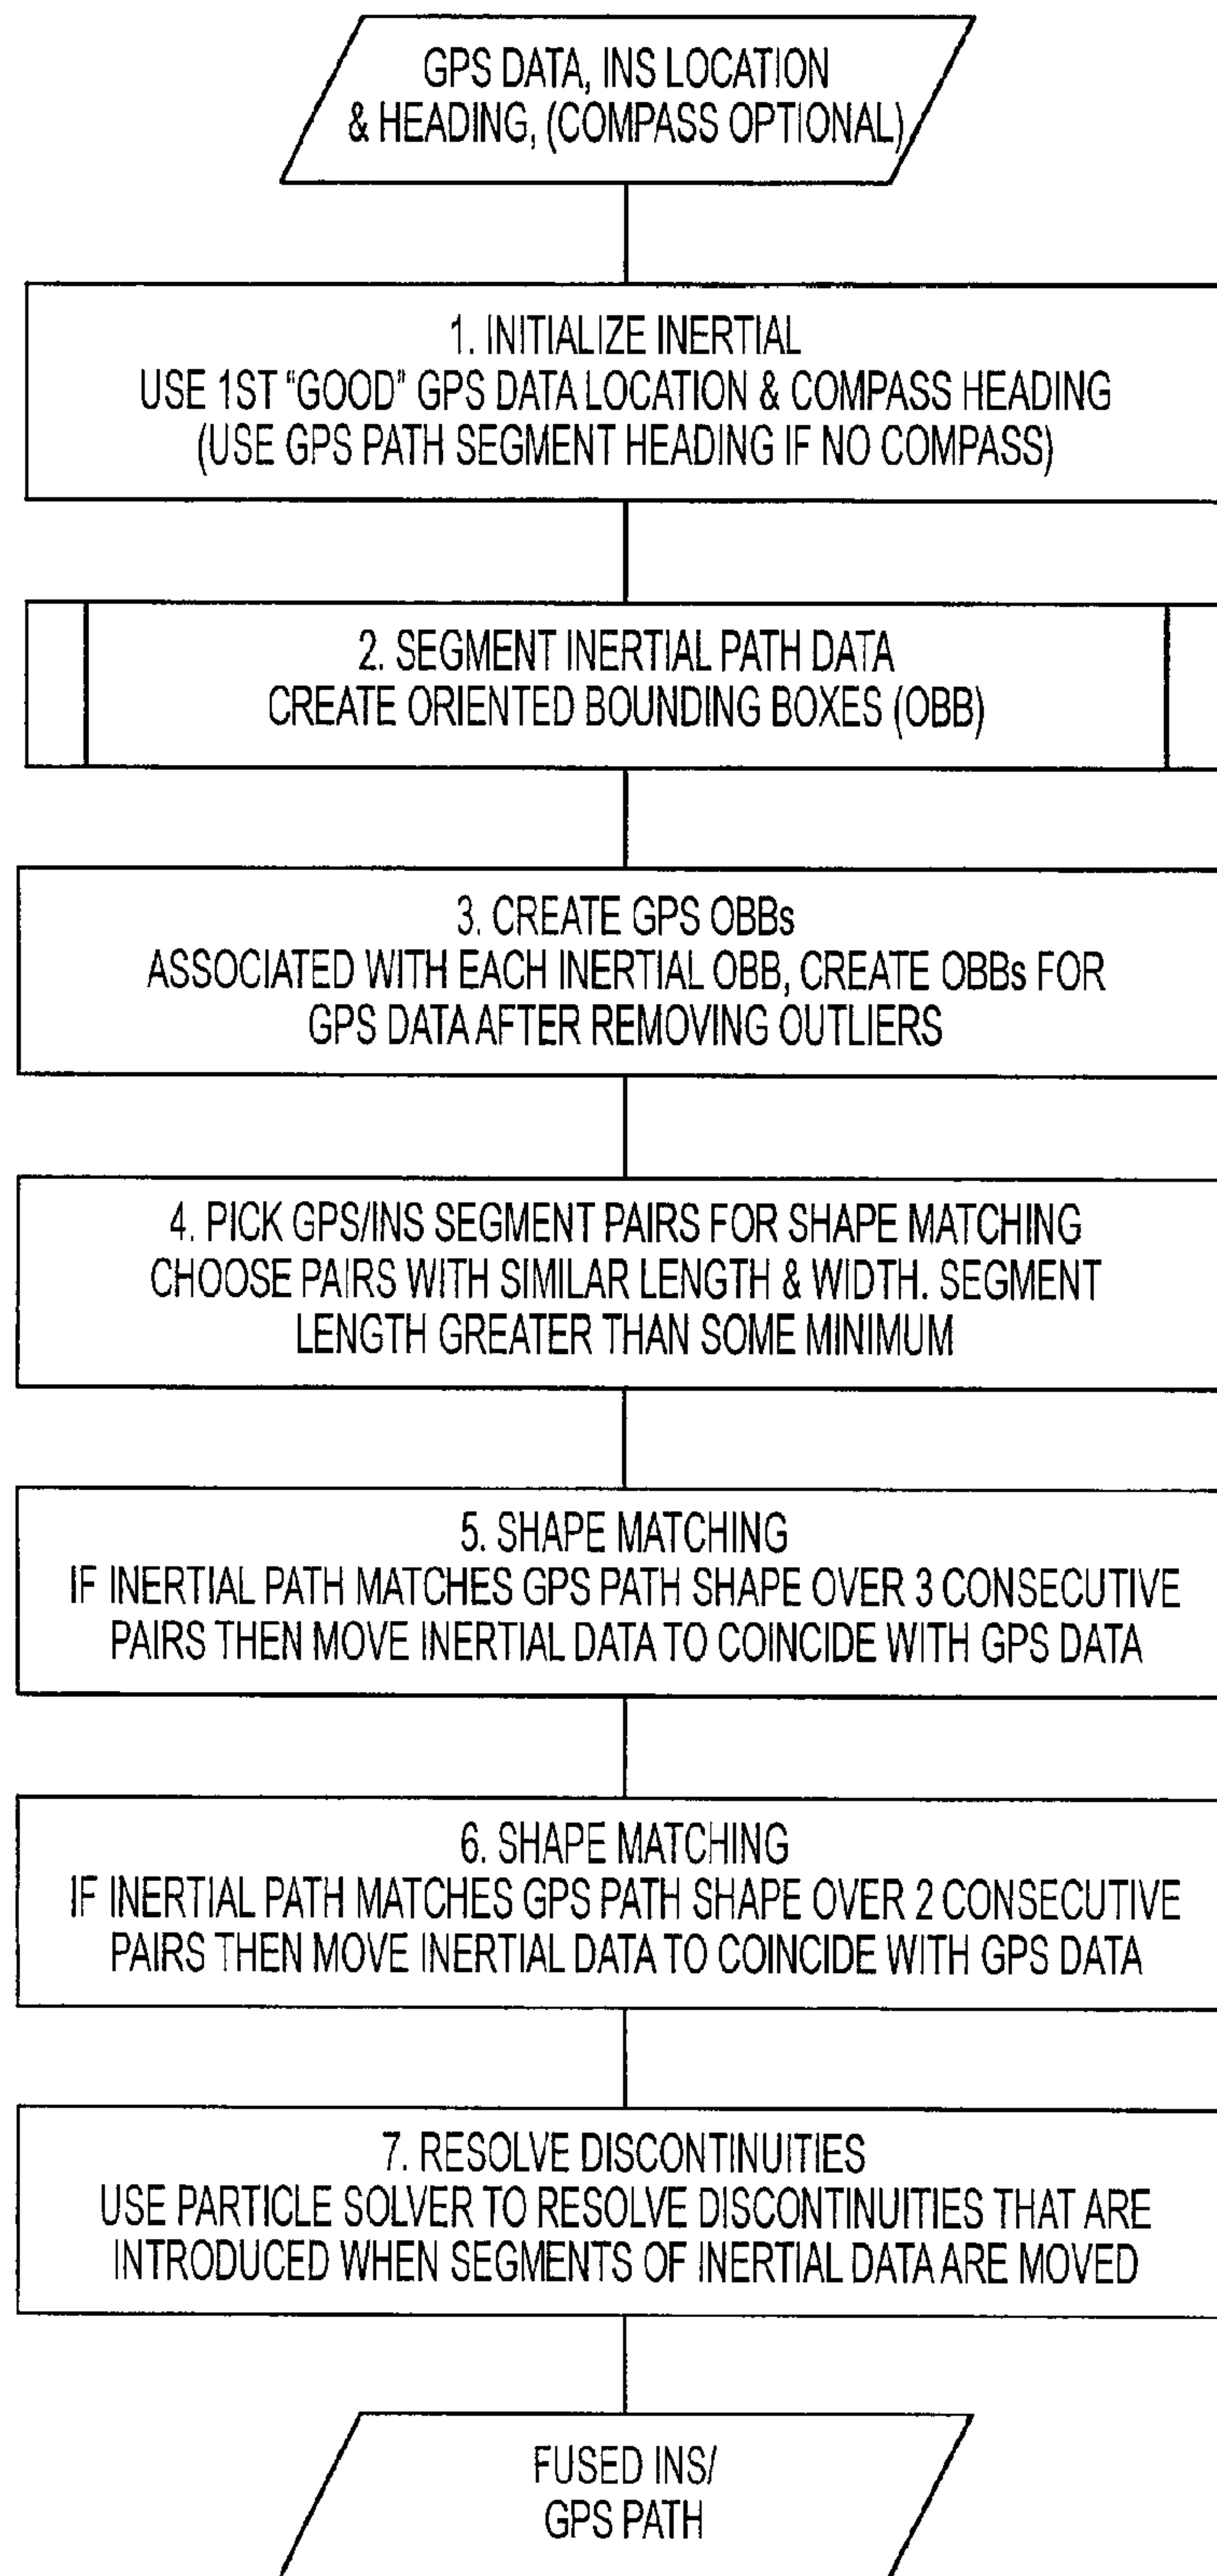 GPS DATA, INS LOCATION
& HEADING, (COMPASS OPTIONAL)
1. INITIALIZE INERTIAL
USE 1ST "GOOD" GPS DATA LOCATION & COMPASS HEADING
(USE GPS PATH SEGMENT HEADING IF NO COMPASS)
2. SEGMENT INERTIAL PATH DATA
CREATE ORIENTED BOUNDING BOXES (OBB)
3. CREATE GPS OBBs
ASSOCIATED WITH EACH INERTIAL OBB, CREATE OBBs FOR
GPS DATA AFTER REMOVING OUTLIERS
4. PICK GPS/INS SEGMENT PAIRS FOR SHAPE MATCHING
CHOOSE PAIRS WITH SIMILAR LENGTH & WIDTH. SEGMENT
LENGTH GREATER THAN SOME MINIMUM
5. SHAPE MATCHING
IF INERTIAL PATH MATCHES GPS PATH SHAPE OVER 3 CONSECUTIVE
PAIRS THEN MOVE INERTIAL DATA TO COINCIDE WITH GPS DATA
6. SHAPE MATCHING
IF INERTIAL PATH MATCHES GPS PATH SHAPE OVER 2 CONSECUTIVE
PAIRS THEN MOVE INERTIAL DATA TO COINCIDE WITH GPS DATA
7. RESOLVE DISCONTINUITIES
USE PARTICLE SOLVER TO RESOLVE DISCONTINUITIES THAT ARE
INTRODUCED WHEN SEGMENTS OF INERTIAL DATA ARE MOVED
FUSED INS/
GPS PATH